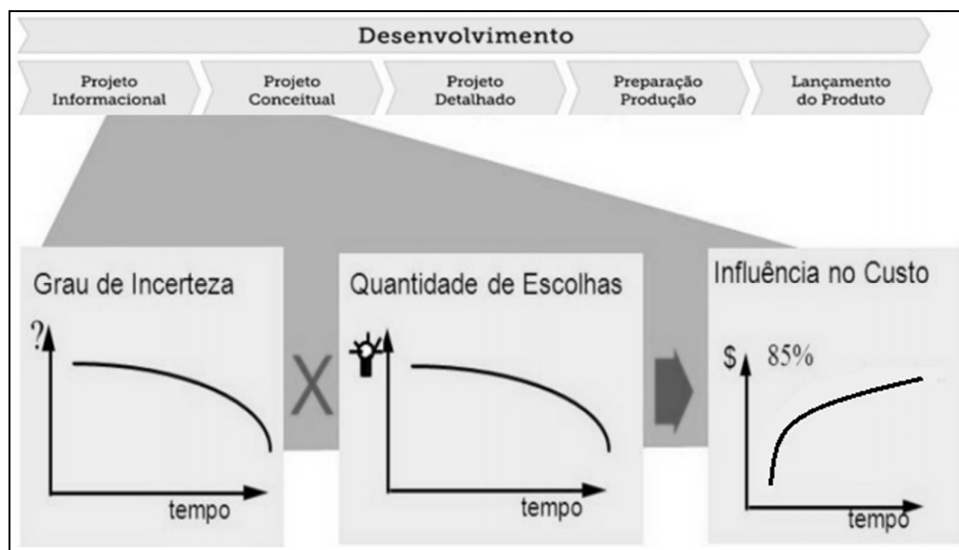 Desenvolvimento
Projeto
Informacional
Projeto
Conceitual
Projeto
Detalhado
Preparação
Produção
Lançamento
do Produto
Grau de Incerteza
?
tempo
X
Quantidade de Escolhas
tempo
Influência no Custo
$ 85%
tempo